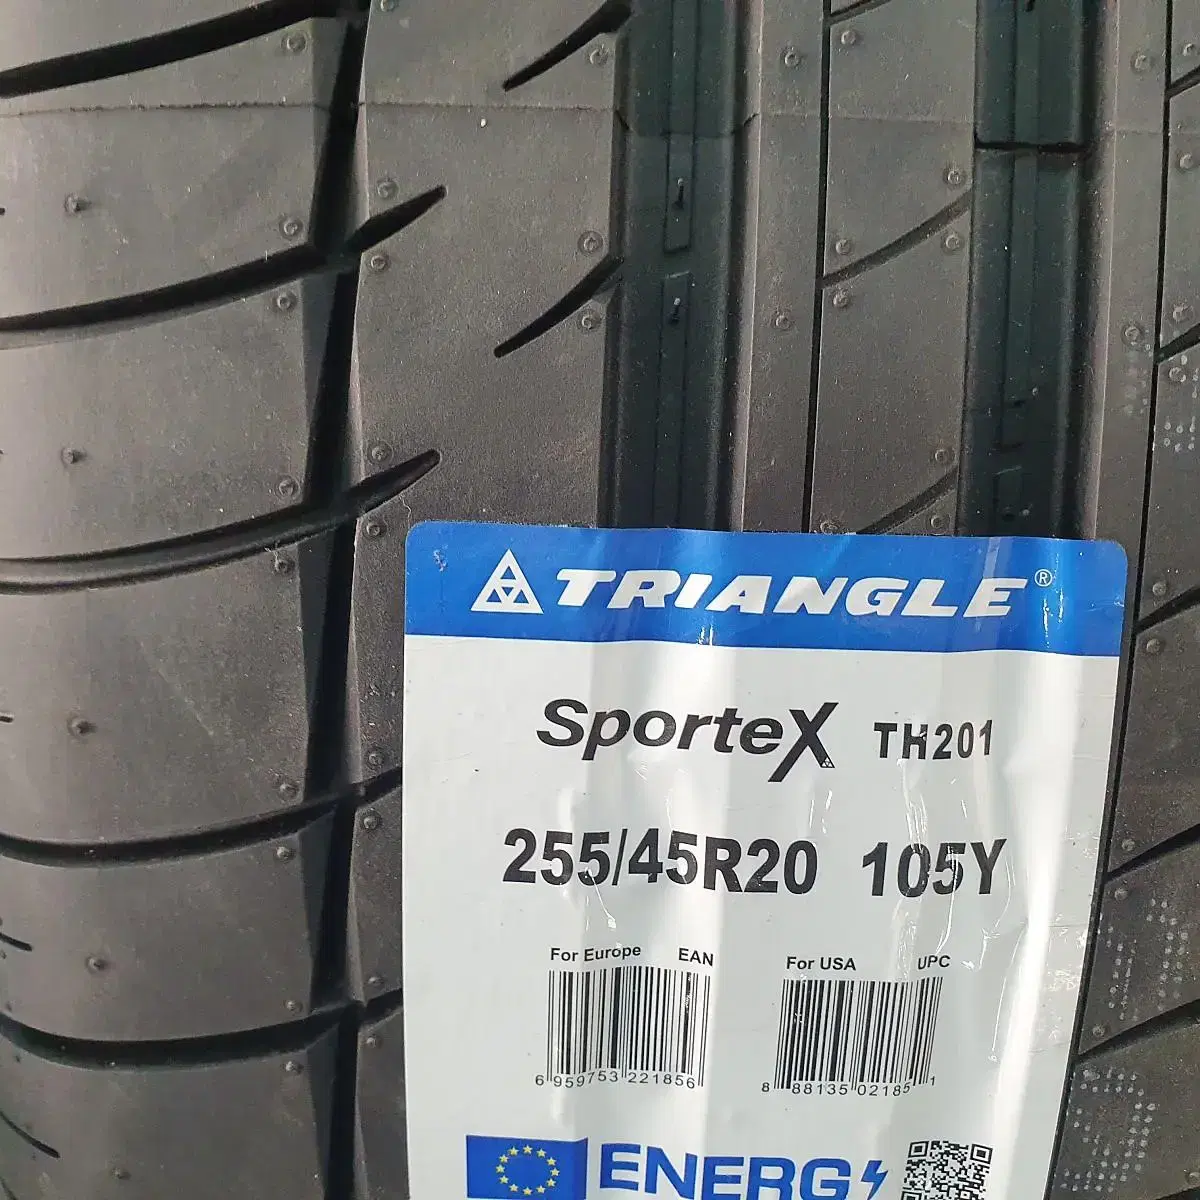 TRIANGLE®
SporteX TH201
255/45R20 105Y
For Europe EAN For USA UPC
6 959753 221856 8 88135 02185 1
ENERG